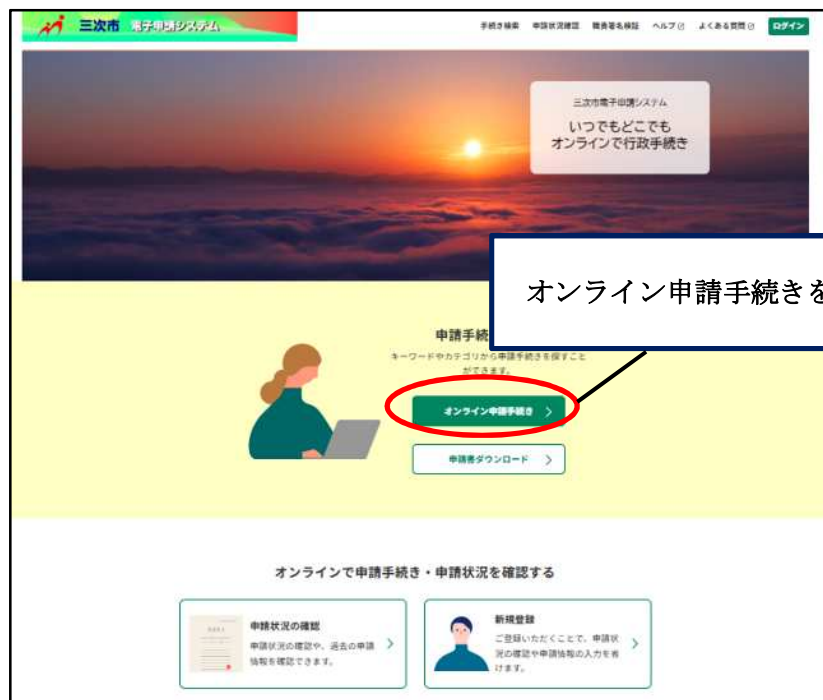 三次市 電子申請システム
手続き検索 申請状況確認 職責署名検証 ヘルプ よくある質問 ログイン
三次市電子申請システム
いつでもどこでも
オンラインで行政手続き
オンライン申請手続きを
申請手続
キーワードやカテゴリから申請手続きを探すこと
ができます。
オンライン申請手続き
申請書ダウンロード
オンラインで申請手続き・申請状況を確認する
申請状況の確認
申請状況の確認や、過去の申請
情報を確認できます。
新規登録
ご登録いただくことで、申請状
況の確認や申請情報の入力を省
けます。